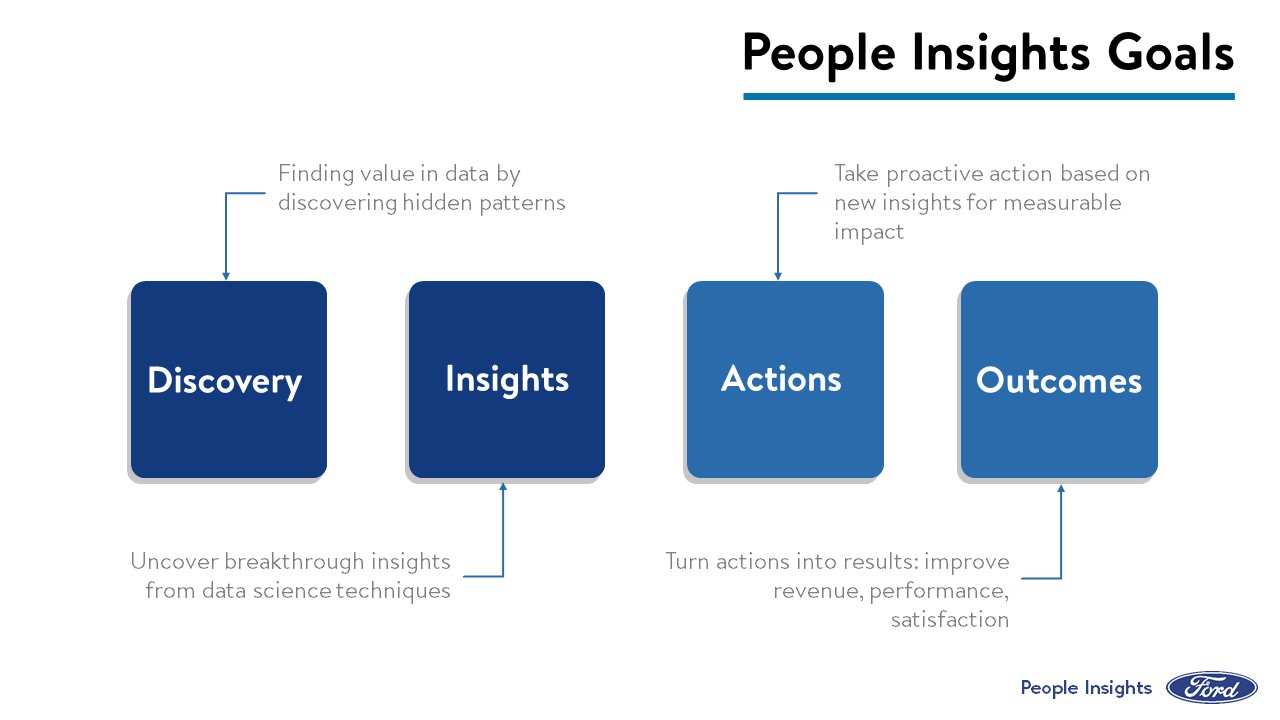 People Insights Goals
Finding value in data by
discovering hidden patterns
Take proactive action based on
new insights for measurable
impact
Discovery
Insights
Actions
Outcomes
Uncover breakthrough insights
from data science techniques
Turn actions into results: improve
revenue, performance,
satisfaction
People Insights
Ford